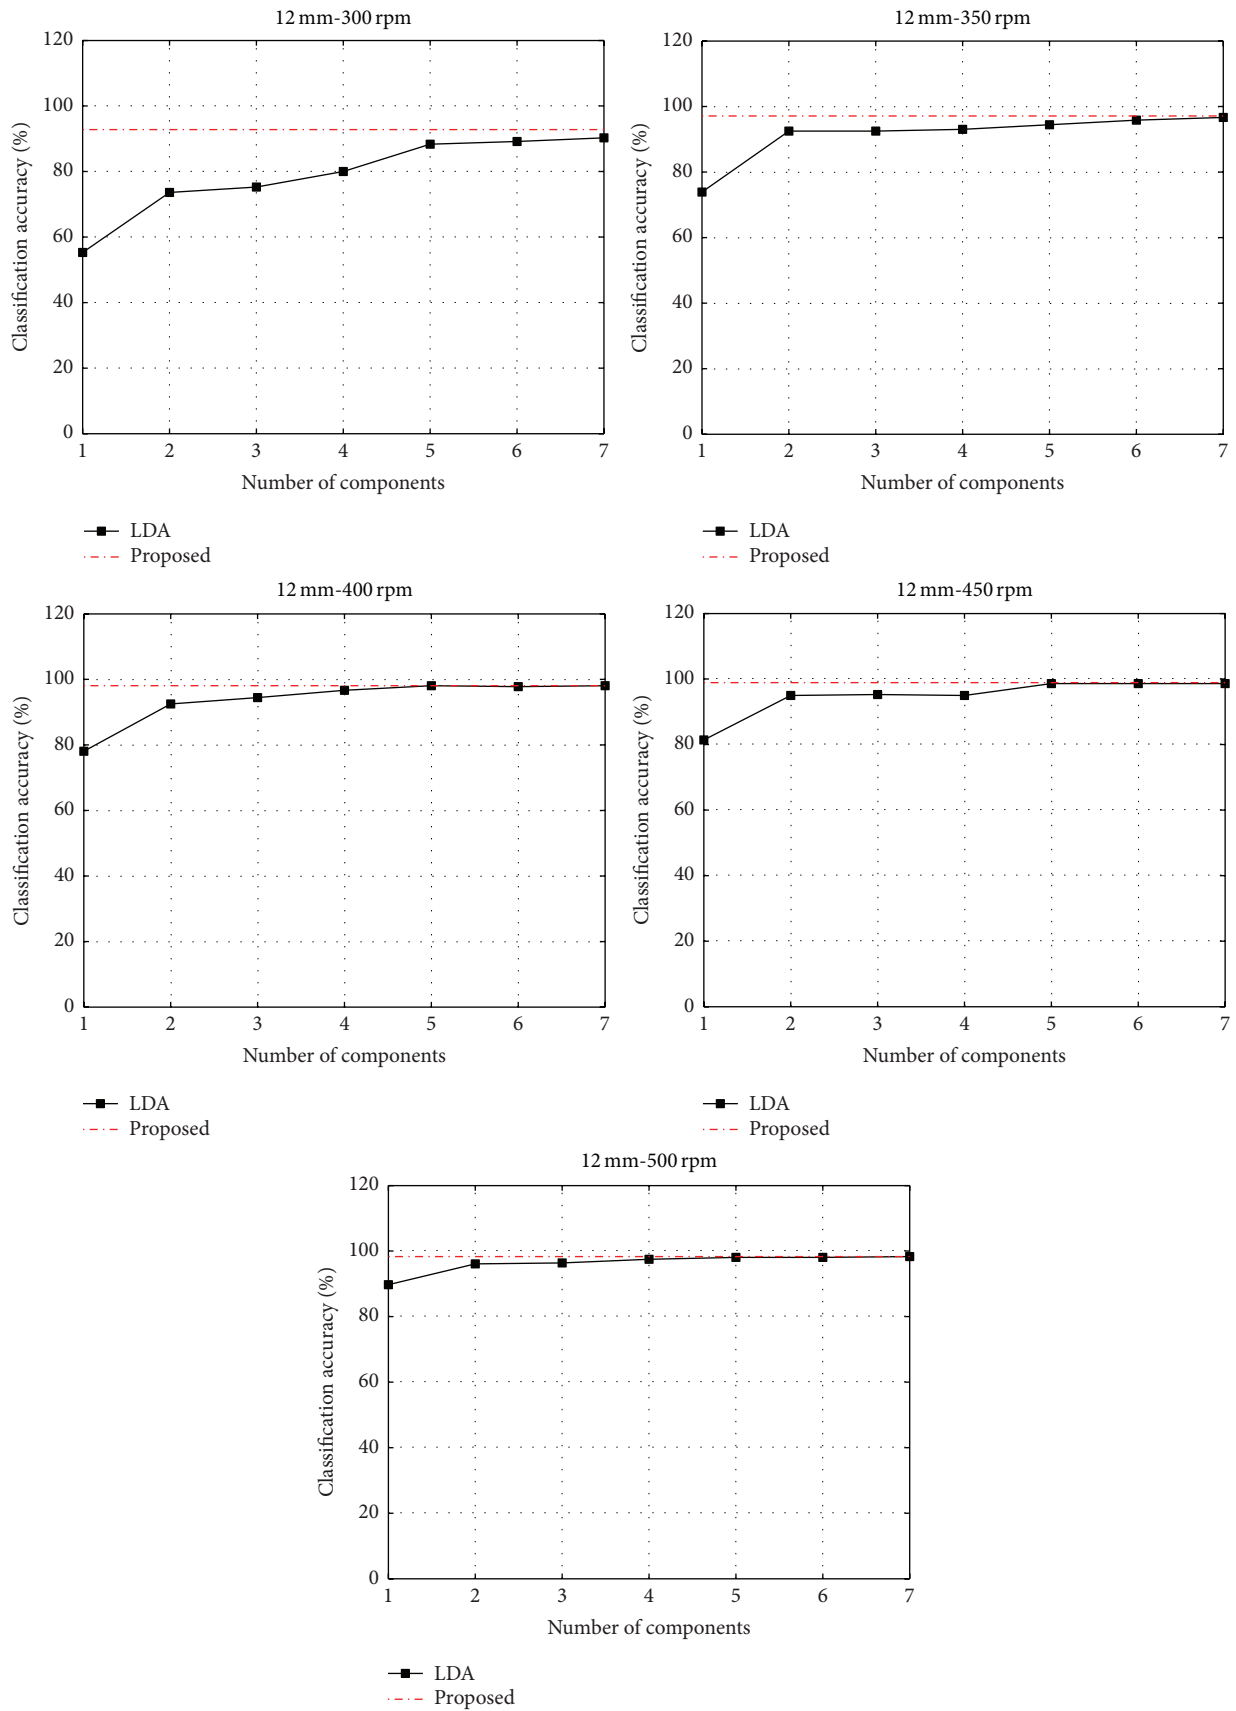 12 mm-300 rpm
120
100
80
60
40
20
0
Classification accuracy (%)
1 2 3 4 5 6 7
Number of components
LDA
Proposed
12 mm-350 rpm
120
100
80
60
40
20
0
Classification accuracy (%)
1 2 3 4 5 6 7
Number of components
LDA
Proposed
12 mm-400 rpm
120
100
80
60
40
20
0
Classification accuracy (%)
1 2 3 4 5 6 7
Number of components
LDA
Proposed
12 mm-450 rpm
120
100
80
60
40
20
0
Classification accuracy (%)
1 2 3 4 5 6 7
Number of components
LDA
Proposed
12 mm-500 rpm
120
100
80
60
40
20
0
Classification accuracy (%)
1 2 3 4 5 6 7
Number of components
LDA
Proposed